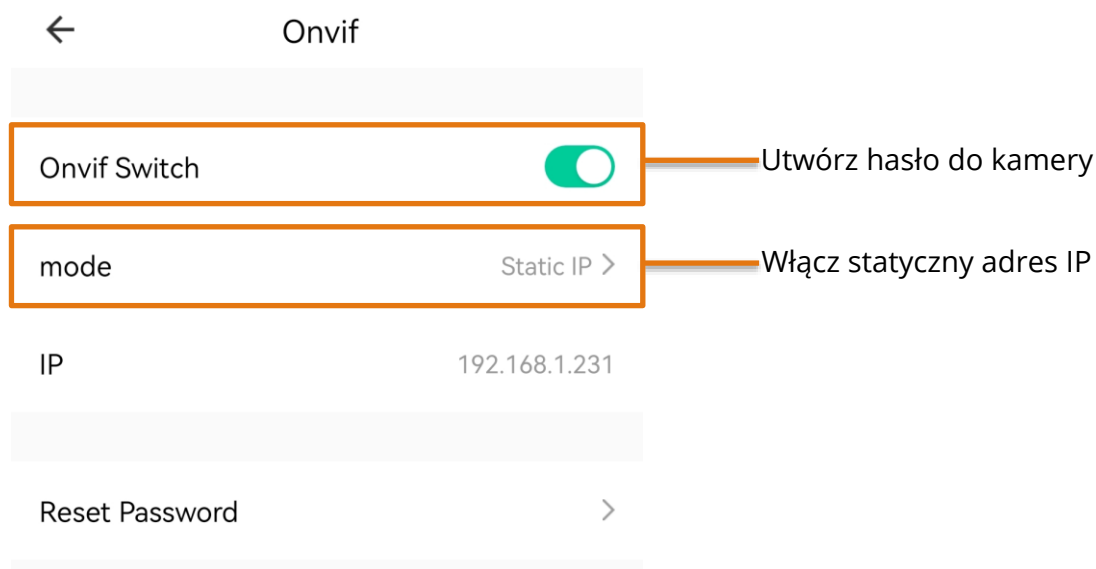 Onvif
Onvif Switch
Utwórz hasło do kamery
mode
Static IP
Włącz statyczny adres IP
IP
192.168.1.231
Reset Password